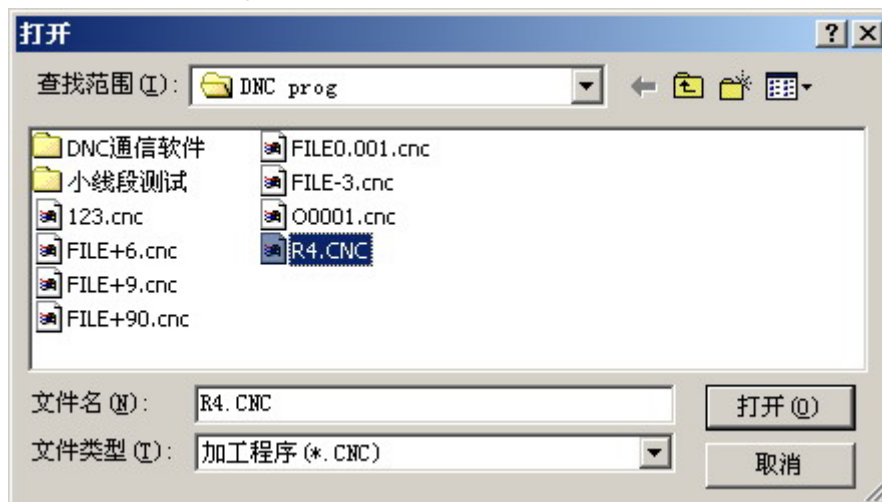 打开
查找范围(I): DNC prog
DNC通信软件
小线段测试
123.cnc
FILE+6.cnc
FILE+9.cnc
FILE+90.cnc
FILE0.001.cnc
FILE-3.cnc
O0001.cnc
R4.CNC
文件名(N): R4.CNC
打开(O)
文件类型(T): 加工程序(*.CNC)
取消